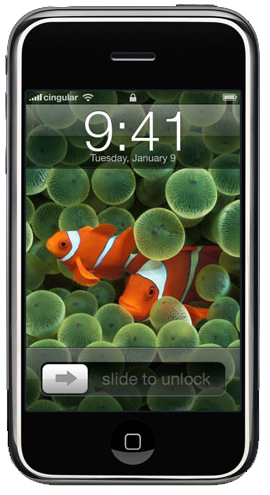 cingular
9:41
Tuesday, January 9
slide to unlock